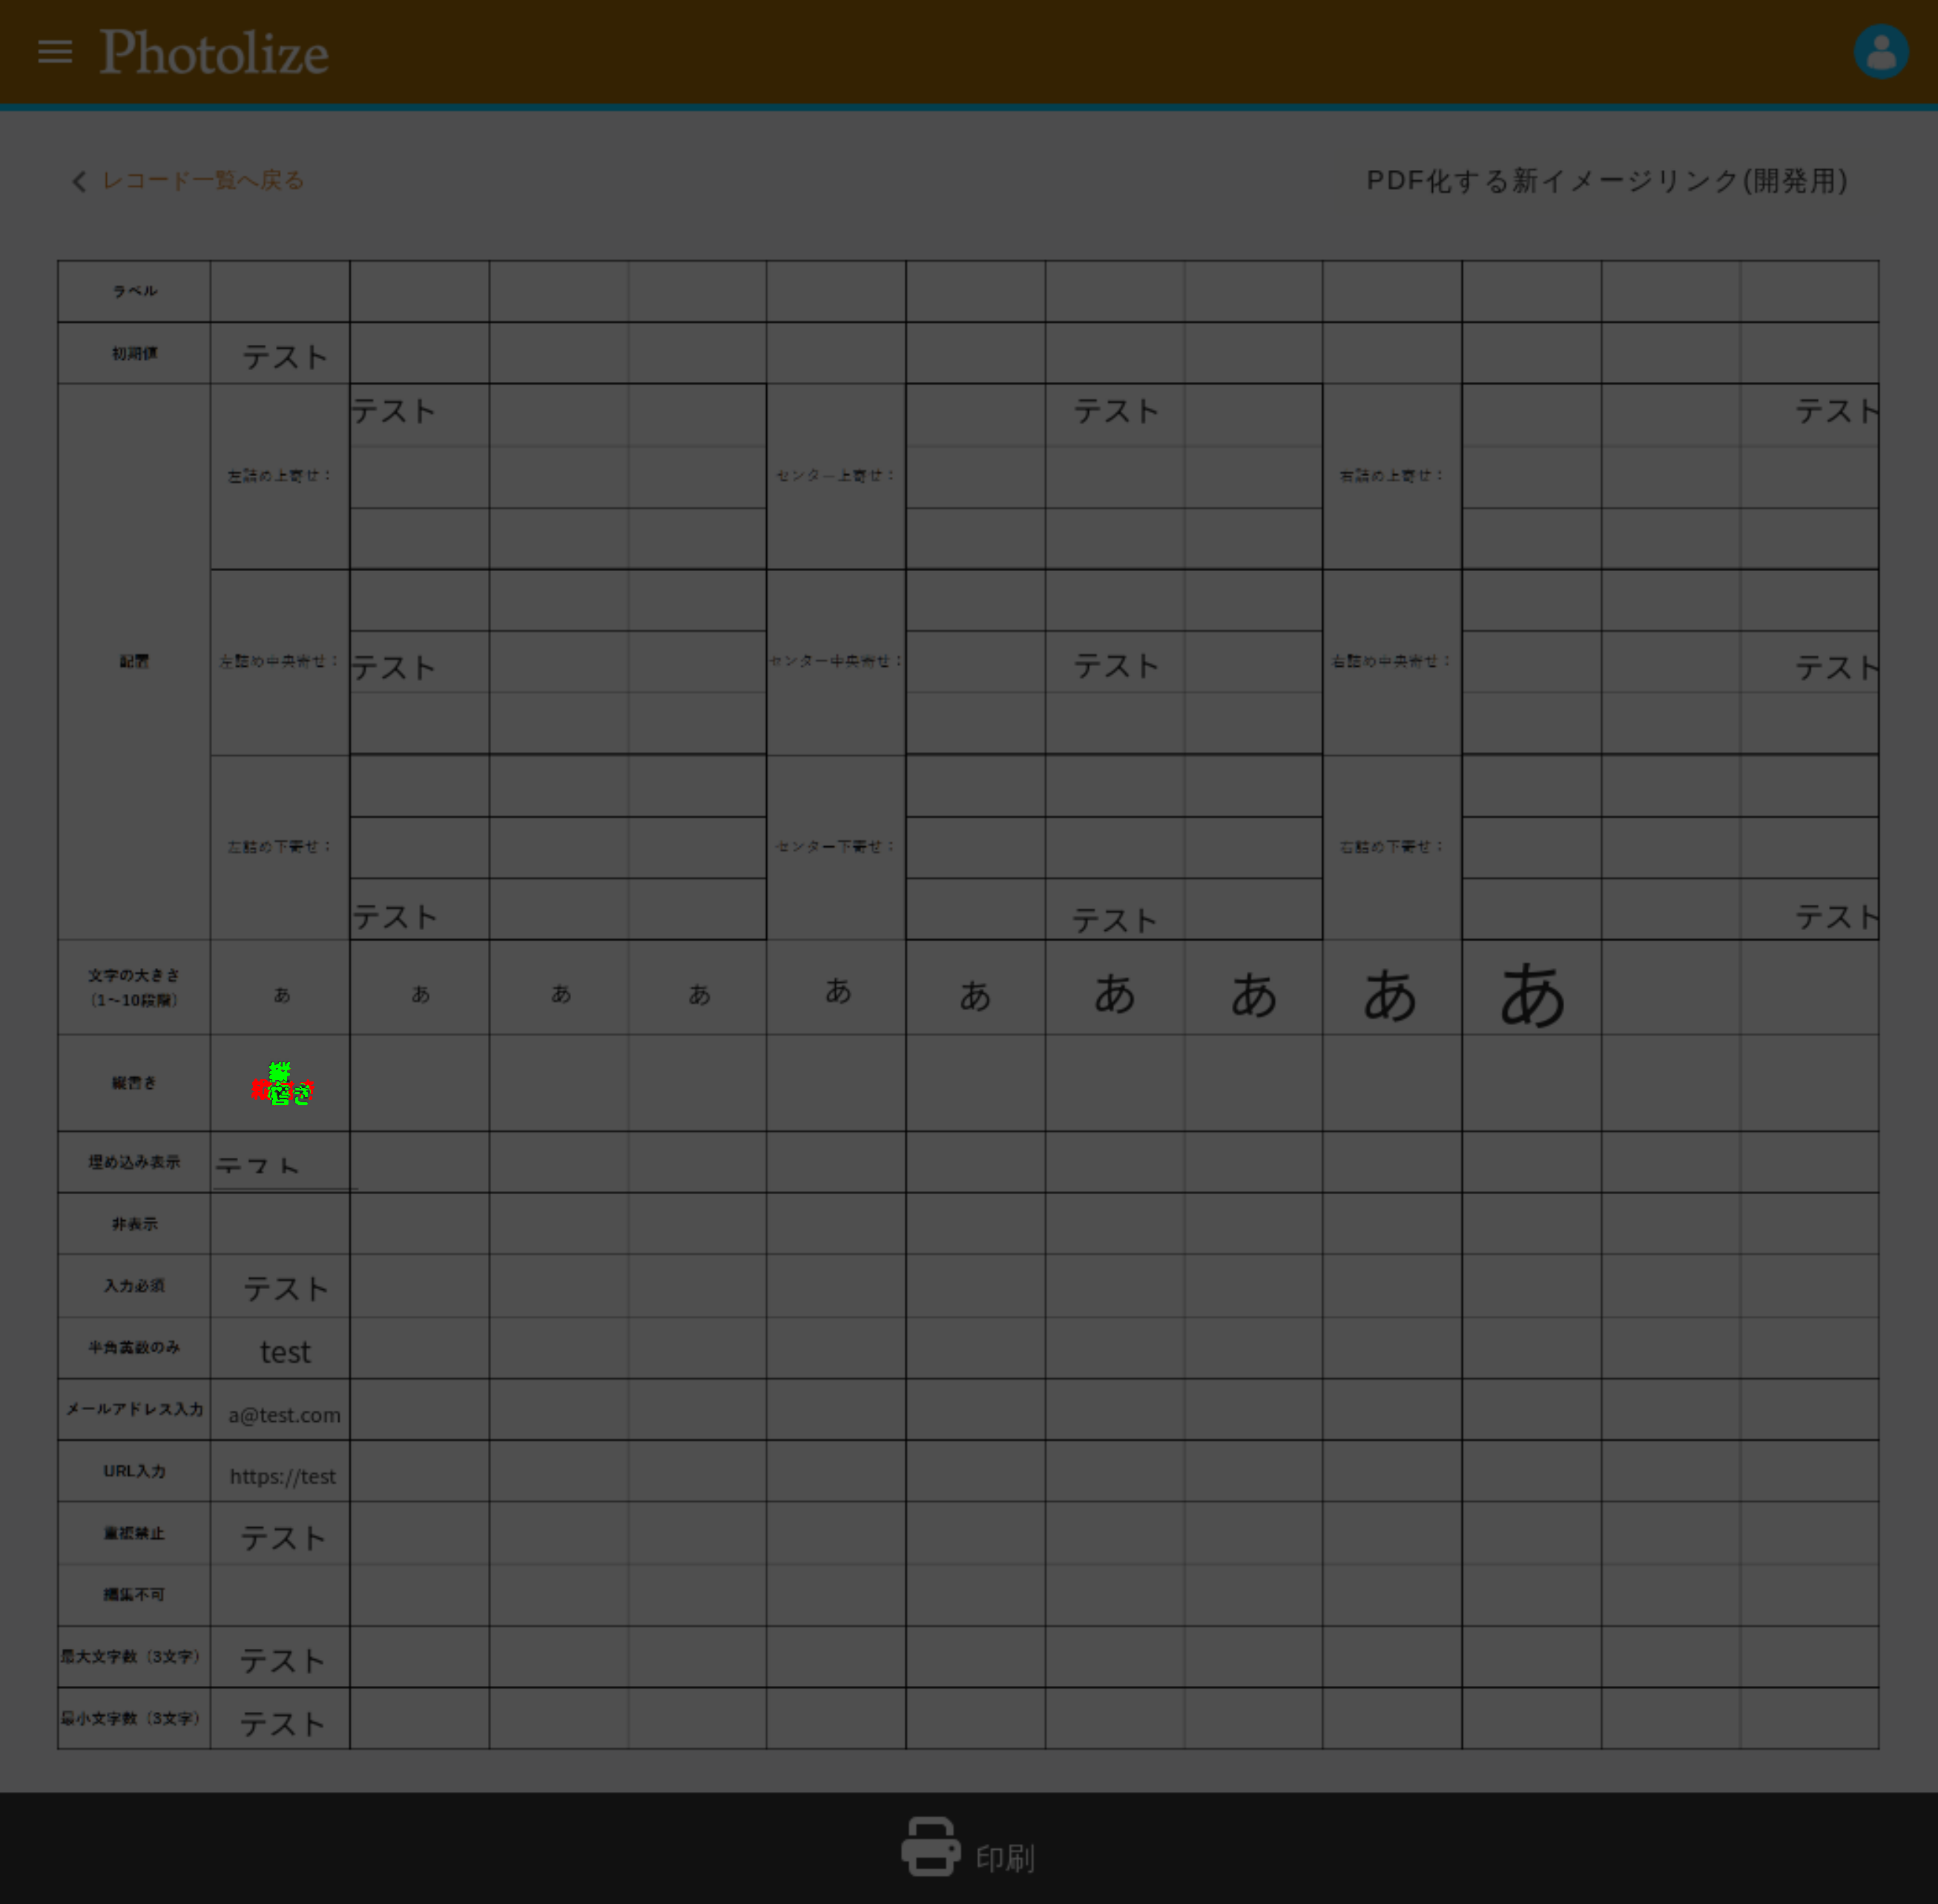 Photolize
レコード一覧へ戻る
PDF化する新イメージリンク(開発用)
ラベル
初期値 テスト
テスト テスト テスト
左詰め上寄せ： センター上寄せ： 右詰め上寄せ：
配置 左詰め中央寄せ： テスト センター中央寄せ： テスト 右詰め中央寄せ： テスト
左詰め下寄せ： センター下寄せ： 右詰め下寄せ：
テスト テスト テスト
文字の大きさ
（1〜10段階） あ あ あ あ あ あ あ あ あ あ
縦書き
埋め込み表示 テスト
非表示
入力必須 テスト
半角英数のみ test
メールアドレス入力 a@test.com
URL入力 https://test
重複禁止 テスト
編集不可
最大文字数（3文字） テスト
最小文字数（3文字） テスト
印刷